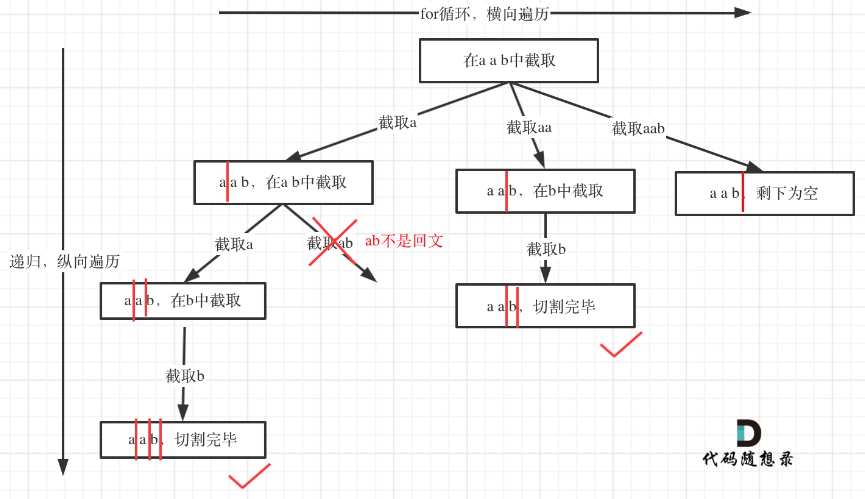 for循环，横向遍历
在a a b中截取
截取a
截取aa
截取aab
a a b，在a b中截取
a a b，在b中截取
a a b，剩下为空
截取a
截取ab
ab不是回文
截取b
递归，纵向遍历
a a b，在b中截取
a a b，切割完毕
截取b
a a b，切割完毕
代码随想录